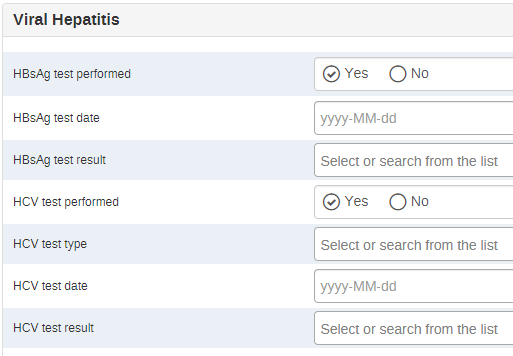 Viral Hepatitis
HBsAg test performed Yes No
HBsAg test date yyyy-MM-dd
HBsAg test result Select or search from the list
HCV test performed Yes No
HCV test type Select or search from the list
HCV test date yyyy-MM-dd
HCV test result Select or search from the list